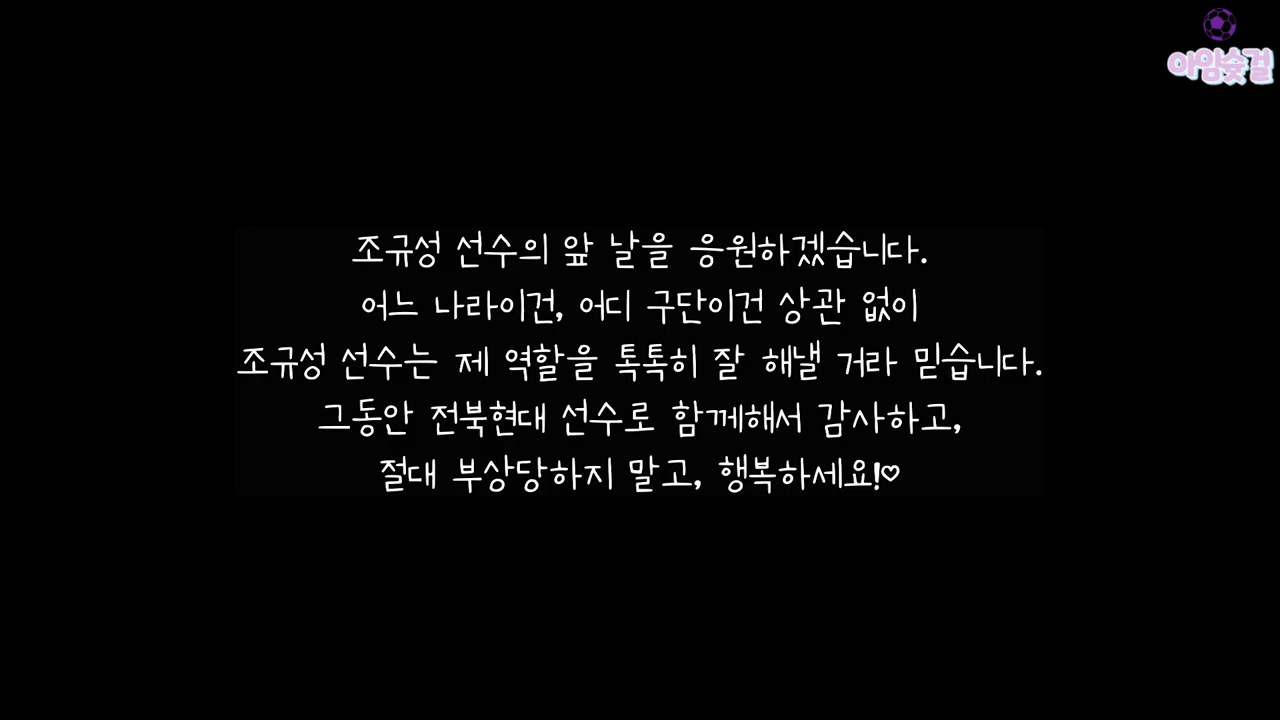 아임슛걸
조규성 선수의 앞 날을 응원하겠습니다.
어느 나라이건, 어디 구단이건 상관 없이
조규성 선수는 제 역할을 톡톡히 잘 해낼 거라 믿습니다.
그동안 전북현대 선수로 함께해서 감사하고,
절대 부상당하지 말고, 행복하세요!♡